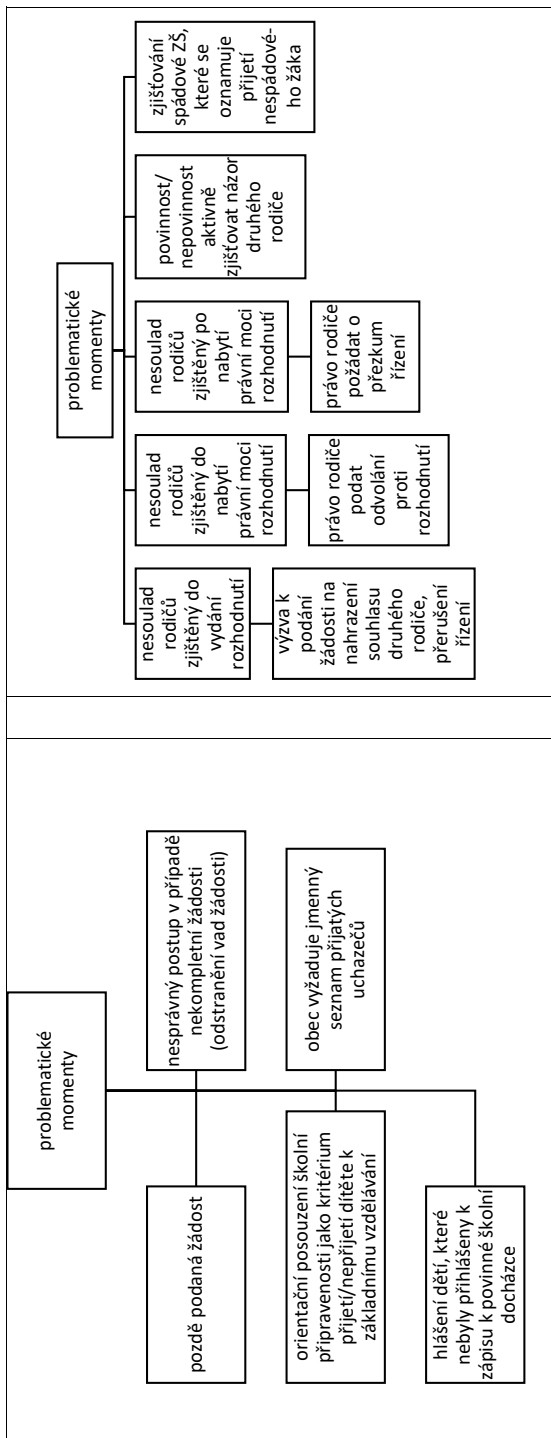 problematické
momenty
pozdě podaná žádost
nesprávný postup v případě
nekompletní žádosti
(odstranění vad žádosti)
orientační posouzení školní
připravenosti jako kritérium
přijetí/nepřijetí dítěte k
základnímu vzdělávání
obec vyžaduje jmenný
seznam přijatých
uchazečů
hlášení dětí, které
nebyly přihlášeny k
zápisu k povinné školní
docházce
problematické
momenty
nesoulad
rodičů
zjištěný do
vydání
rozhodnutí
výzva k
podání
žádosti na
nahrazení
souhlasu
druhého
rodiče,
přerušení
řízení
nesoulad
rodičů
zjištěný do
nabytí
právní moci
rozhodnutí
právo rodiče
podat
odvolání
proti
rozhodnutí
nesoulad
rodičů
zjištěný po
nabytí
právní moci
rozhodnutí
právo rodiče
požádat o
přezkum
řízení
povinnost/
nepovinnost
aktivně
zjišťovat názor
druhého
rodiče
zjišťování
spádové ZŠ,
které se
oznamuje
přijetí
nespádové-
ho žáka